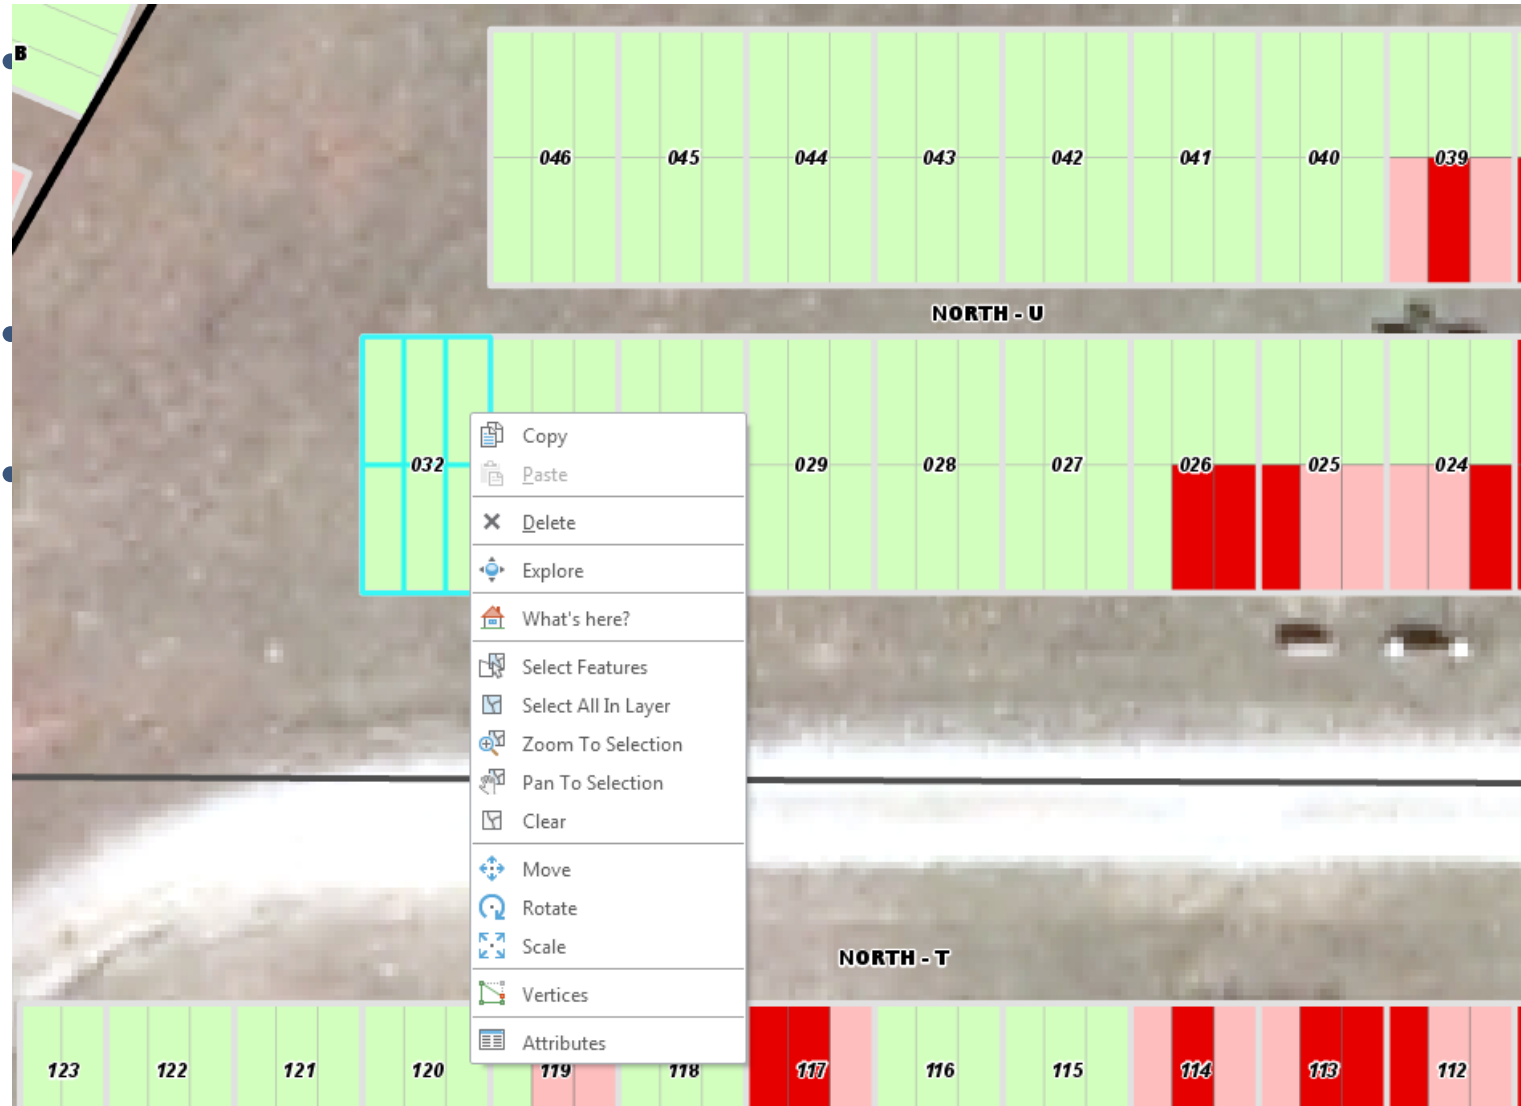 B
046 045 044 043 042 041 040 039
NORTH - U
032 029 028 027 026 025 024
Copy
Paste
Delete
Explore
What's here?
Select Features
Select All In Layer
Zoom To Selection
Pan To Selection
Clear
Move
Rotate
Scale
Vertices
Attributes
NORTH - T
123 122 121 120 119 118 117 116 115 114 113 112